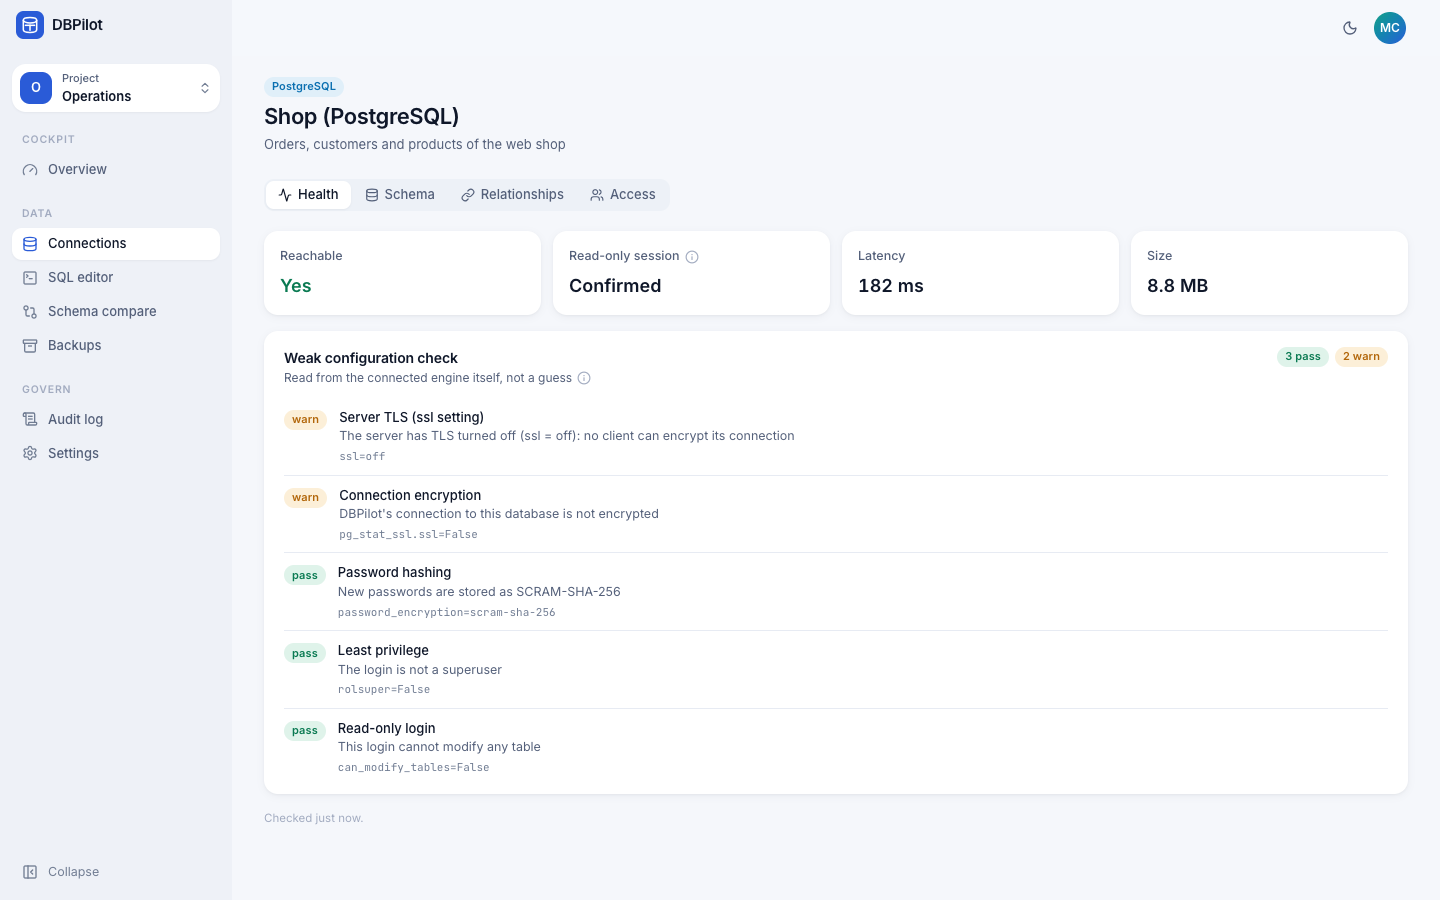 DBPilot
MC
O
Project
Operations
COCKPIT
Overview
DATA
Connections
SQL editor
Schema compare
Backups
GOVERN
Audit log
Settings
Collapse
PostgreSQL
Shop (PostgreSQL)
Orders, customers and products of the web shop
Health
Schema
Relationships
Access
Reachable
Yes
Read-only session
Confirmed
Latency
182 ms
Size
8.8 MB
Weak configuration check
3 pass
2 warn
Read from the connected engine itself, not a guess
warn
Server TLS (ssl setting)
The server has TLS turned off (ssl = off): no client can encrypt its connection
ssl=off
warn
Connection encryption
DBPilot's connection to this database is not encrypted
pg_stat_ssl.ssl=False
pass
Password hashing
New passwords are stored as SCRAM-SHA-256
password_encryption=scram-sha-256
pass
Least privilege
The login is not a superuser
rolsuper=False
pass
Read-only login
This login cannot modify any table
can_modify_tables=False
Checked just now.